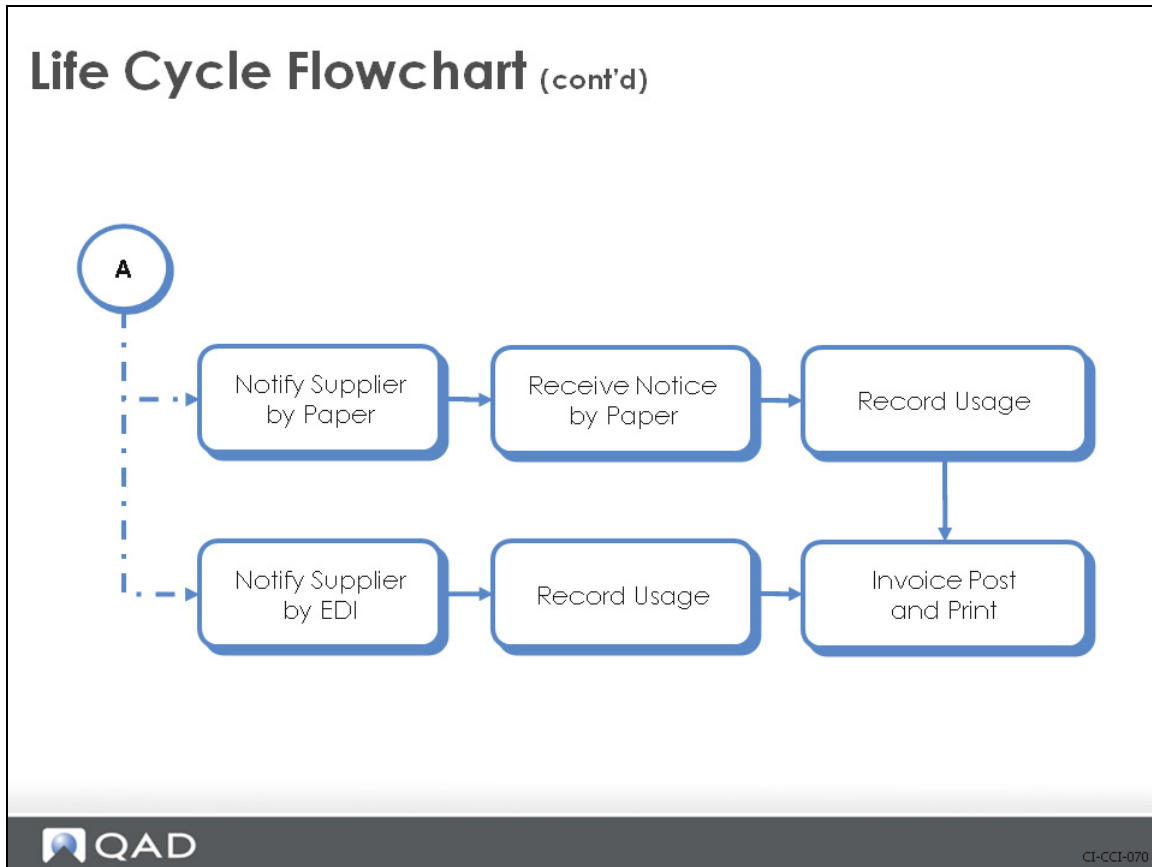 Life Cycle Flowchart (cont'd)
A
Notify Supplier
by Paper
Receive Notice
by Paper
Record Usage
Notify Supplier
by EDI
Record Usage
Invoice Post
and Print
QAD
CI-CCI-070